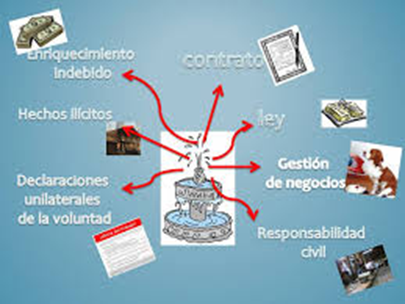 Enriquecimiento
indebido
contrato
Hechos ilícitos
ley
Gestión
de negocios
Declaraciones
unilaterales
de la voluntad
Responsabilidad
civil